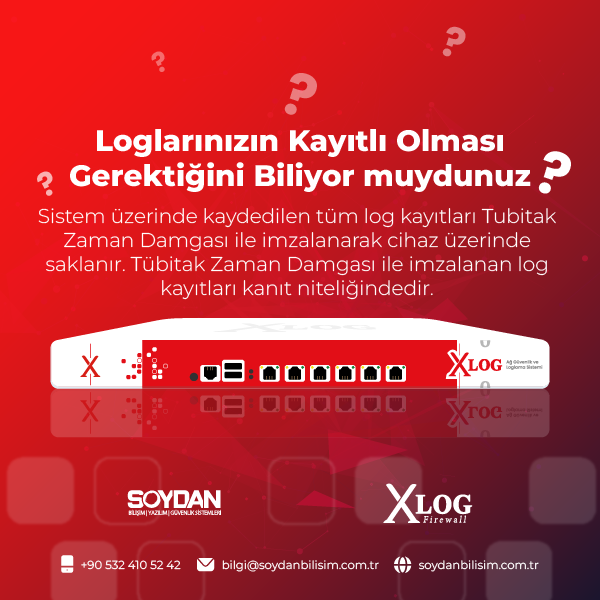 Loglarınızın Kayıtlı Olması
Gerektiğini Biliyor muydunuz ?
Sistem üzerinde kaydedilen tüm log kayıtları Tubitak
Zaman Damgası ile imzalanarak cihaz üzerinde
saklanır. Tübitak Zaman Damgası ile imzalanan log
kayıtları kanıt niteliğindedir.
XLOG
X
XLOG
Ağ Güvenlik ve
Loglama Sistemi
SOYDAN
BİLİŞİM | YAZILIM | GÜVENLİK SİSTEMLERİ
XLOG
Firewall
+90 532 410 52 42
bilgi@soydanbilisim.com.tr
soydanbilisim.com.tr